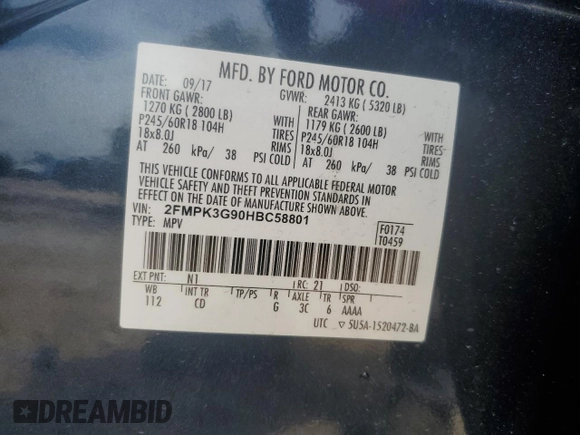 MFD. BY FORD MOTOR CO.
DATE: 09/17 GVWR: 2413 KG ( 5320 LB)
FRONT GAWR: REAR GAWR:
1270 KG ( 2800 LB) 1179 KG ( 2600 LB)
P245/60R18 104H WITH TIRES P245/60R18 104H WITH TIRES
18x8.0J RIMS 18x8.0J RIMS
AT 260 kPa/ 38 PSI COLD AT 260 kPa/ 38 PSI COLD
THIS VEHICLE CONFORMS TO ALL APPLICABLE FEDERAL MOTOR
VEHICLE SAFETY AND THEFT PREVENTION STANDARDS IN
EFFECT ON THE DATE OF MANUFACTURE SHOWN ABOVE.
VIN: 2FMPK3G90HBC58801 F0174
TYPE: MPV T0459
EXT PNT: N1 RC: 21 DSO:
WB INT TR TP/PS R AXLE TR SPR
112 CD G 3C 6 AAAA
UTC ▽ 5U5A-1520472-BA
DREAMBID